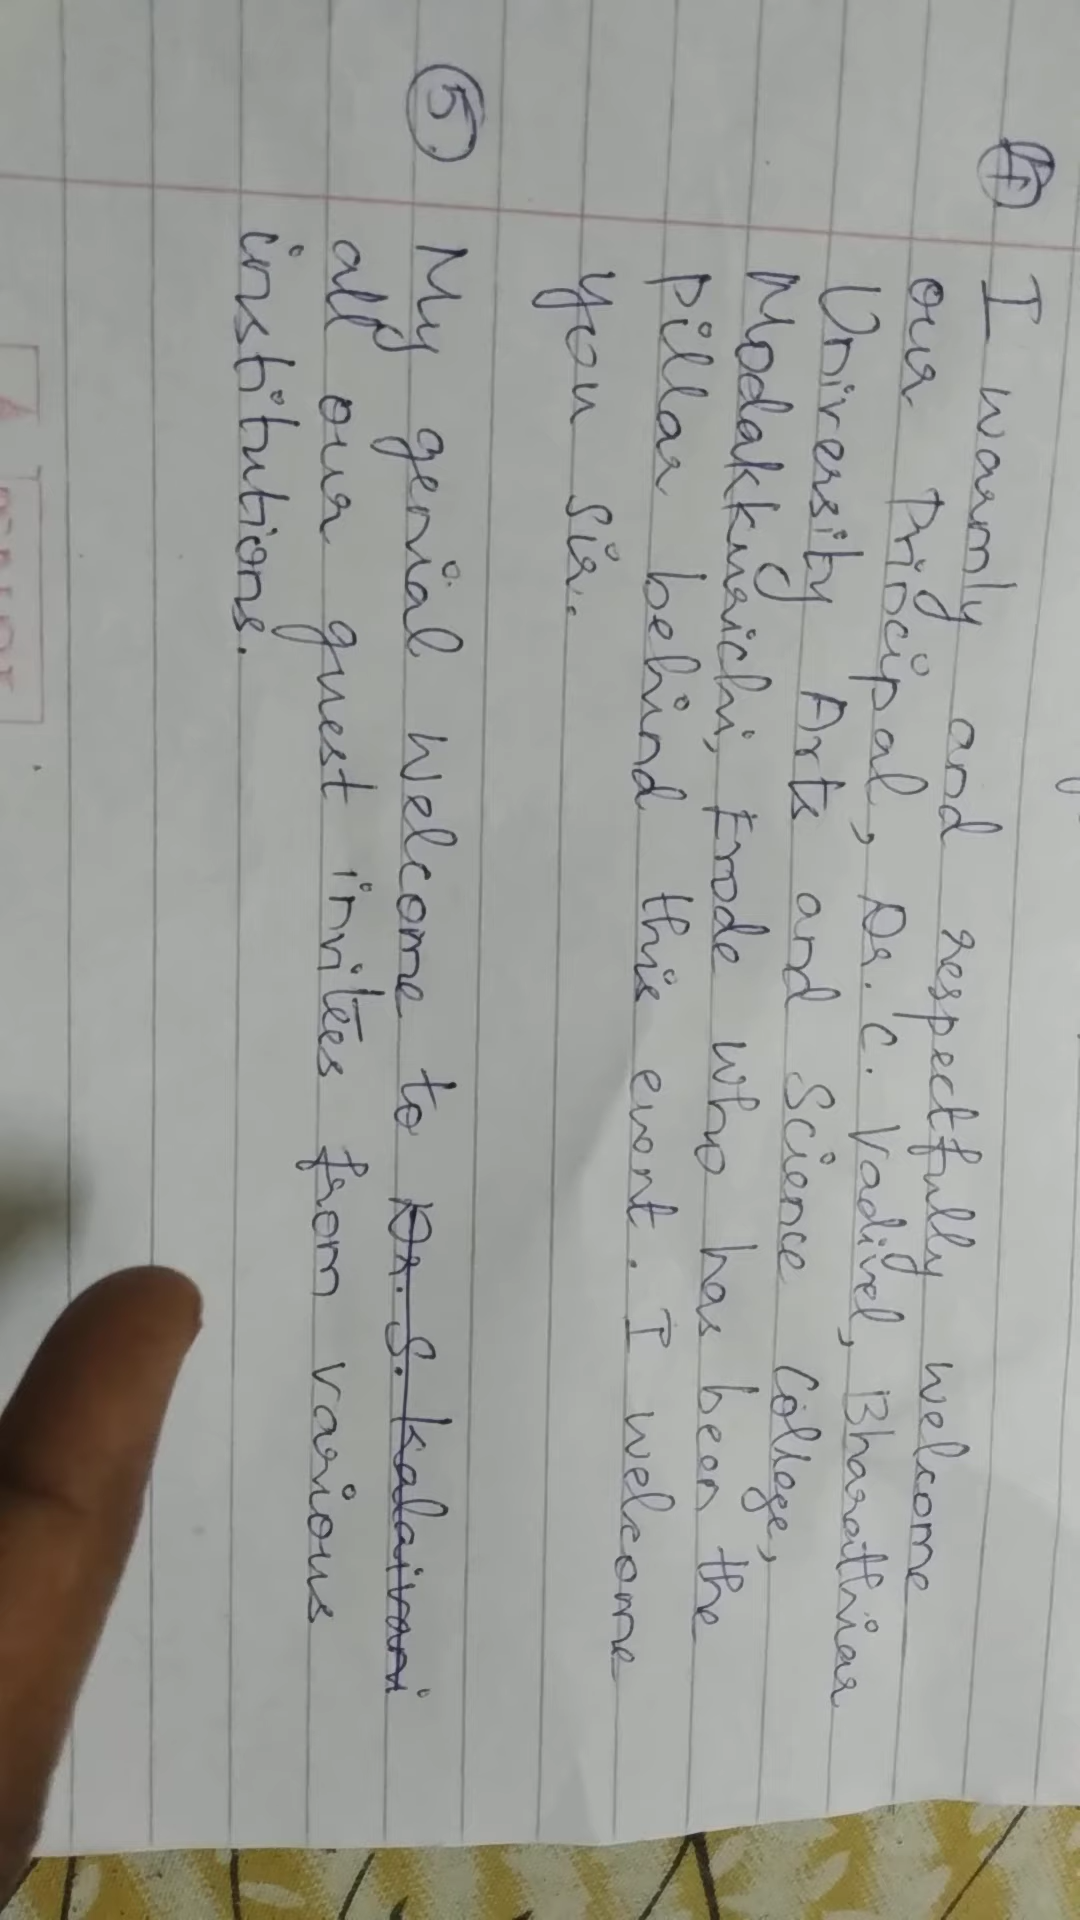 ④ I warmly and respectfully welcome
our Principal, Dr. C. Vadivel, Bharathiar
University Arts and Science College,
Modakkurichi, Erode who has been the
pillar behind this event. I welcome
you Sir.
⑤ My genial Welcome to Dr. S. Kalaivani
all our guest invitees from various
institutions.